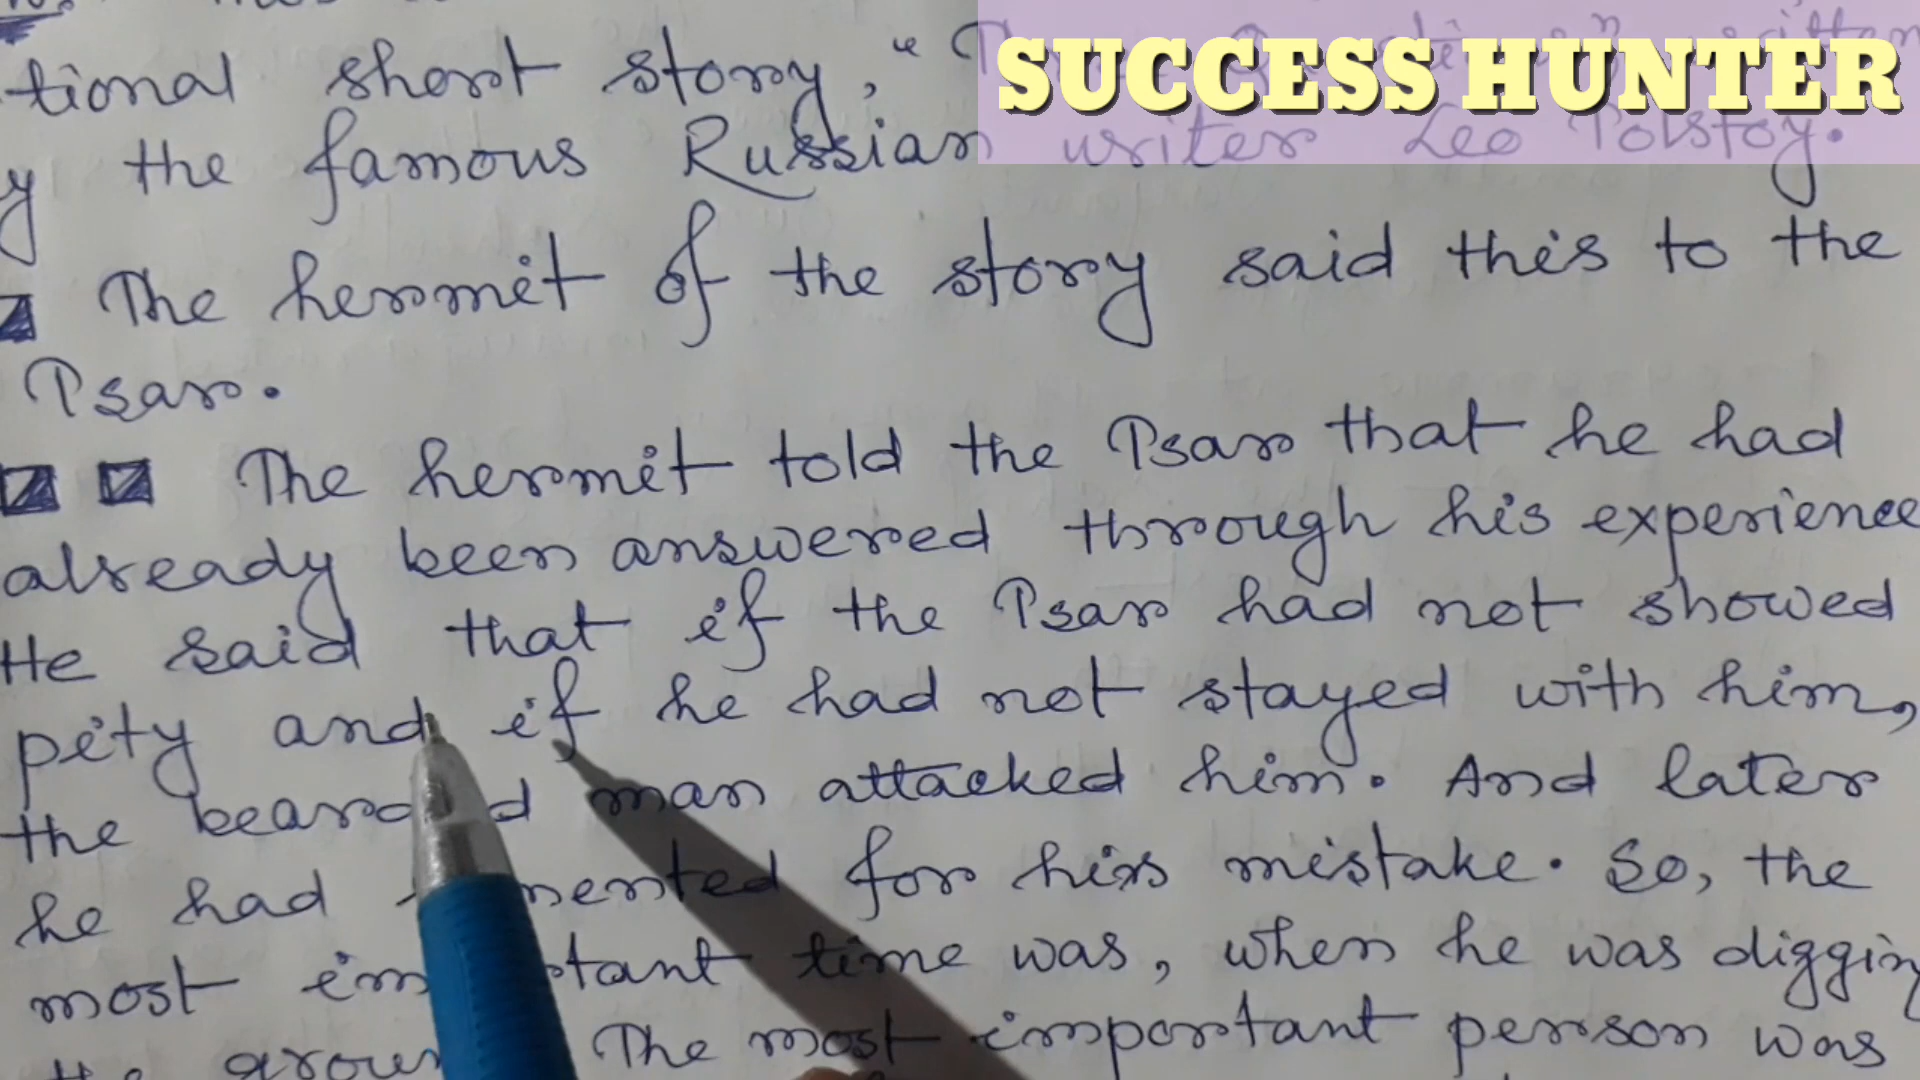 SUCCESS HUNTER
tional short story, "
y the famous Russian writer Leo Tolstoy.
The hermit of the story said this to the
Tsar.
The hermit told the Tsar that he had
already been answered through his experience
He said that if the Tsar had not showed
pity and if he had not stayed with him,
the man attacked him. And later
he had for his mistake. So, the
most time was, when he was digging
The most important person was